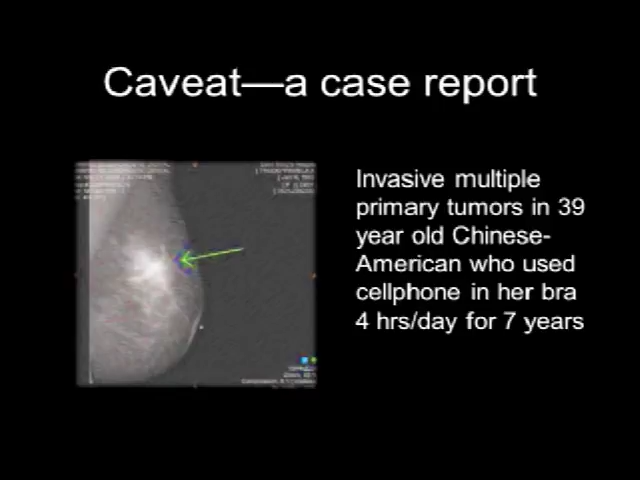 Caveat—a case report
Invasive multiple
primary tumors in 39
year old Chinese-
American who used
cellphone in her bra
4 hrs/day for 7 years